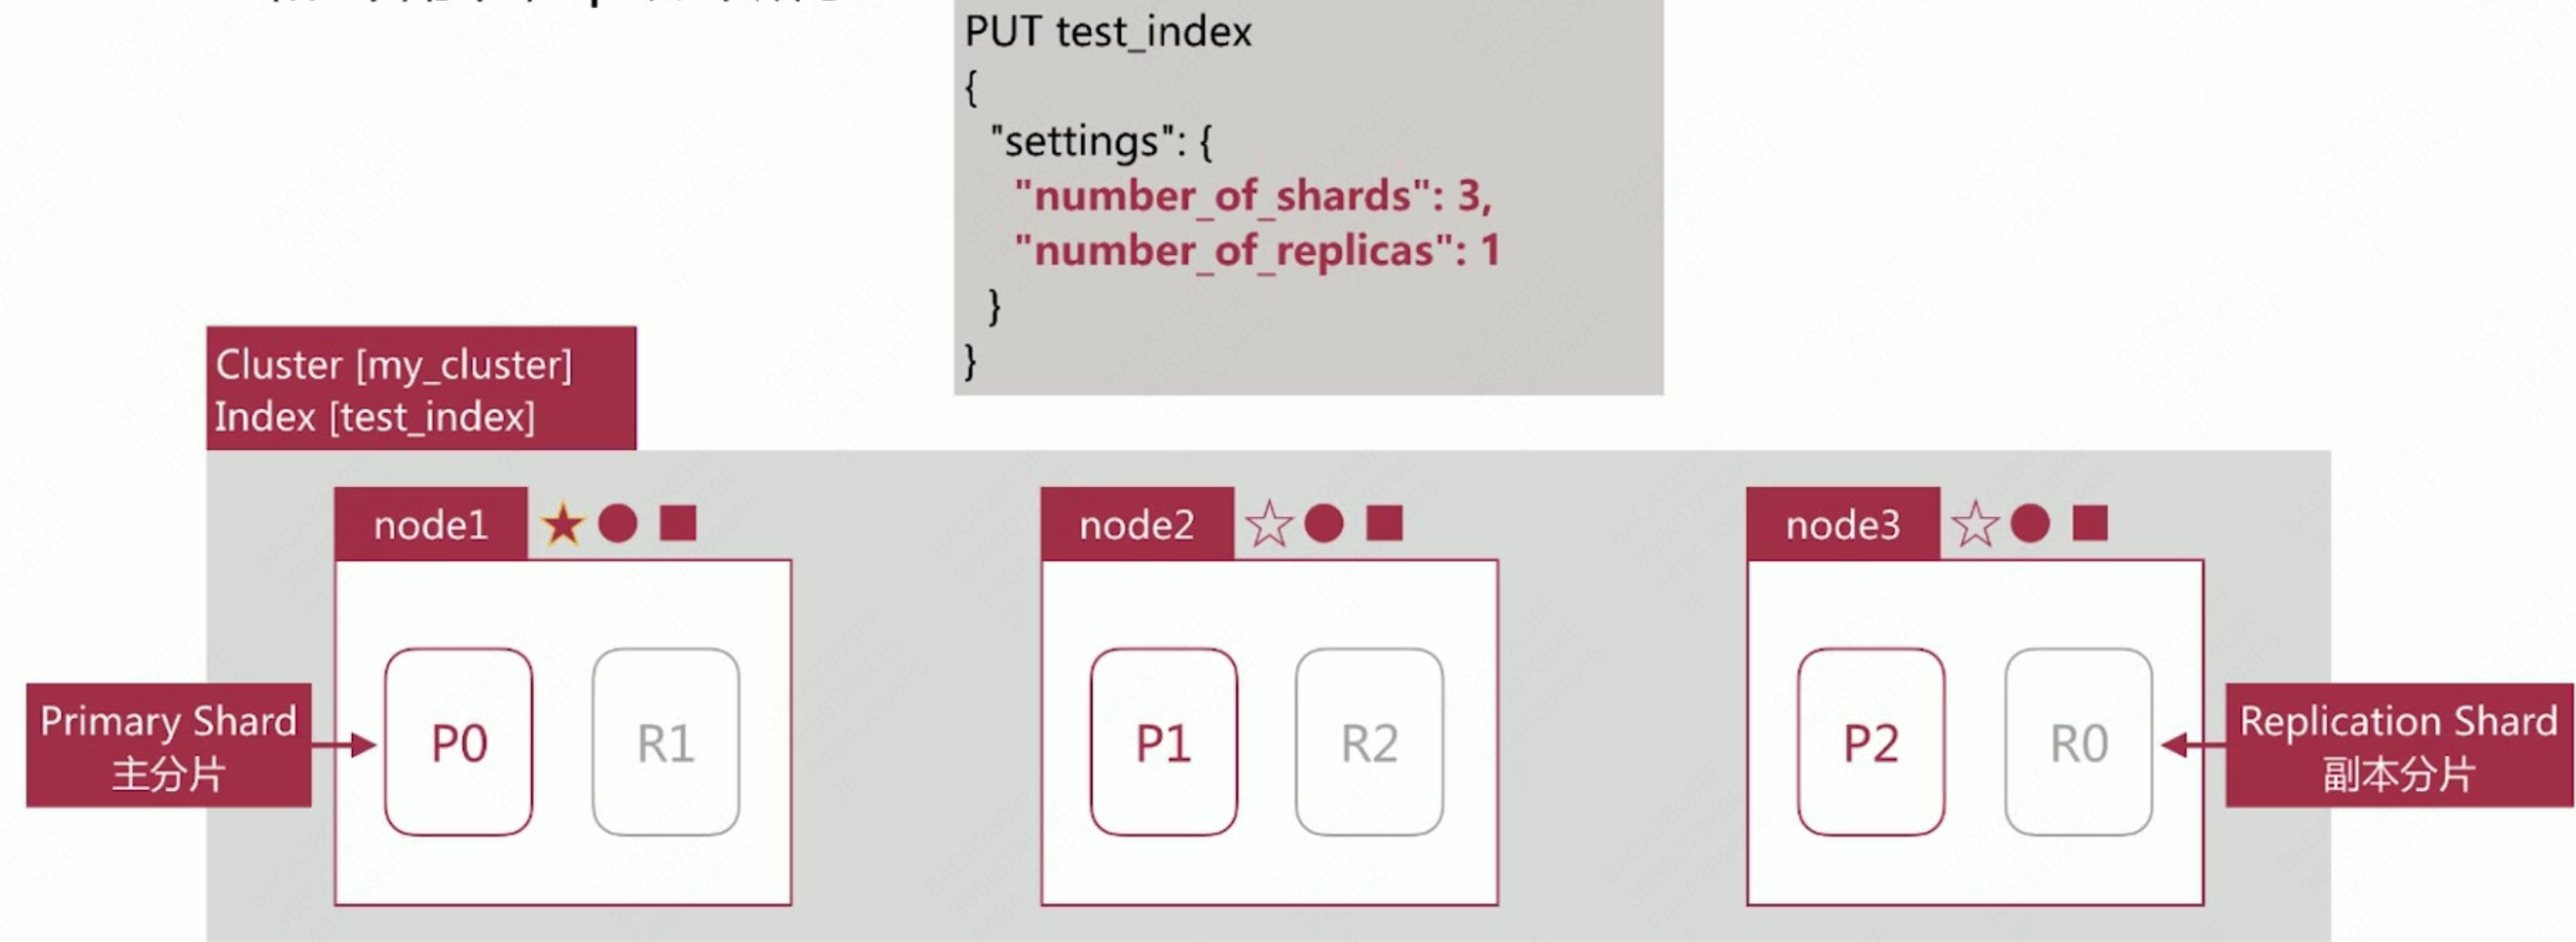 PUT test_index
{
"settings": {
"number_of_shards": 3,
"number_of_replicas": 1
}
}
Cluster [my_cluster]
Index [test_index]
node1
node2
node3
Primary Shard
主分片
P0
R1
P1
R2
P2
R0
Replication Shard
副本分片